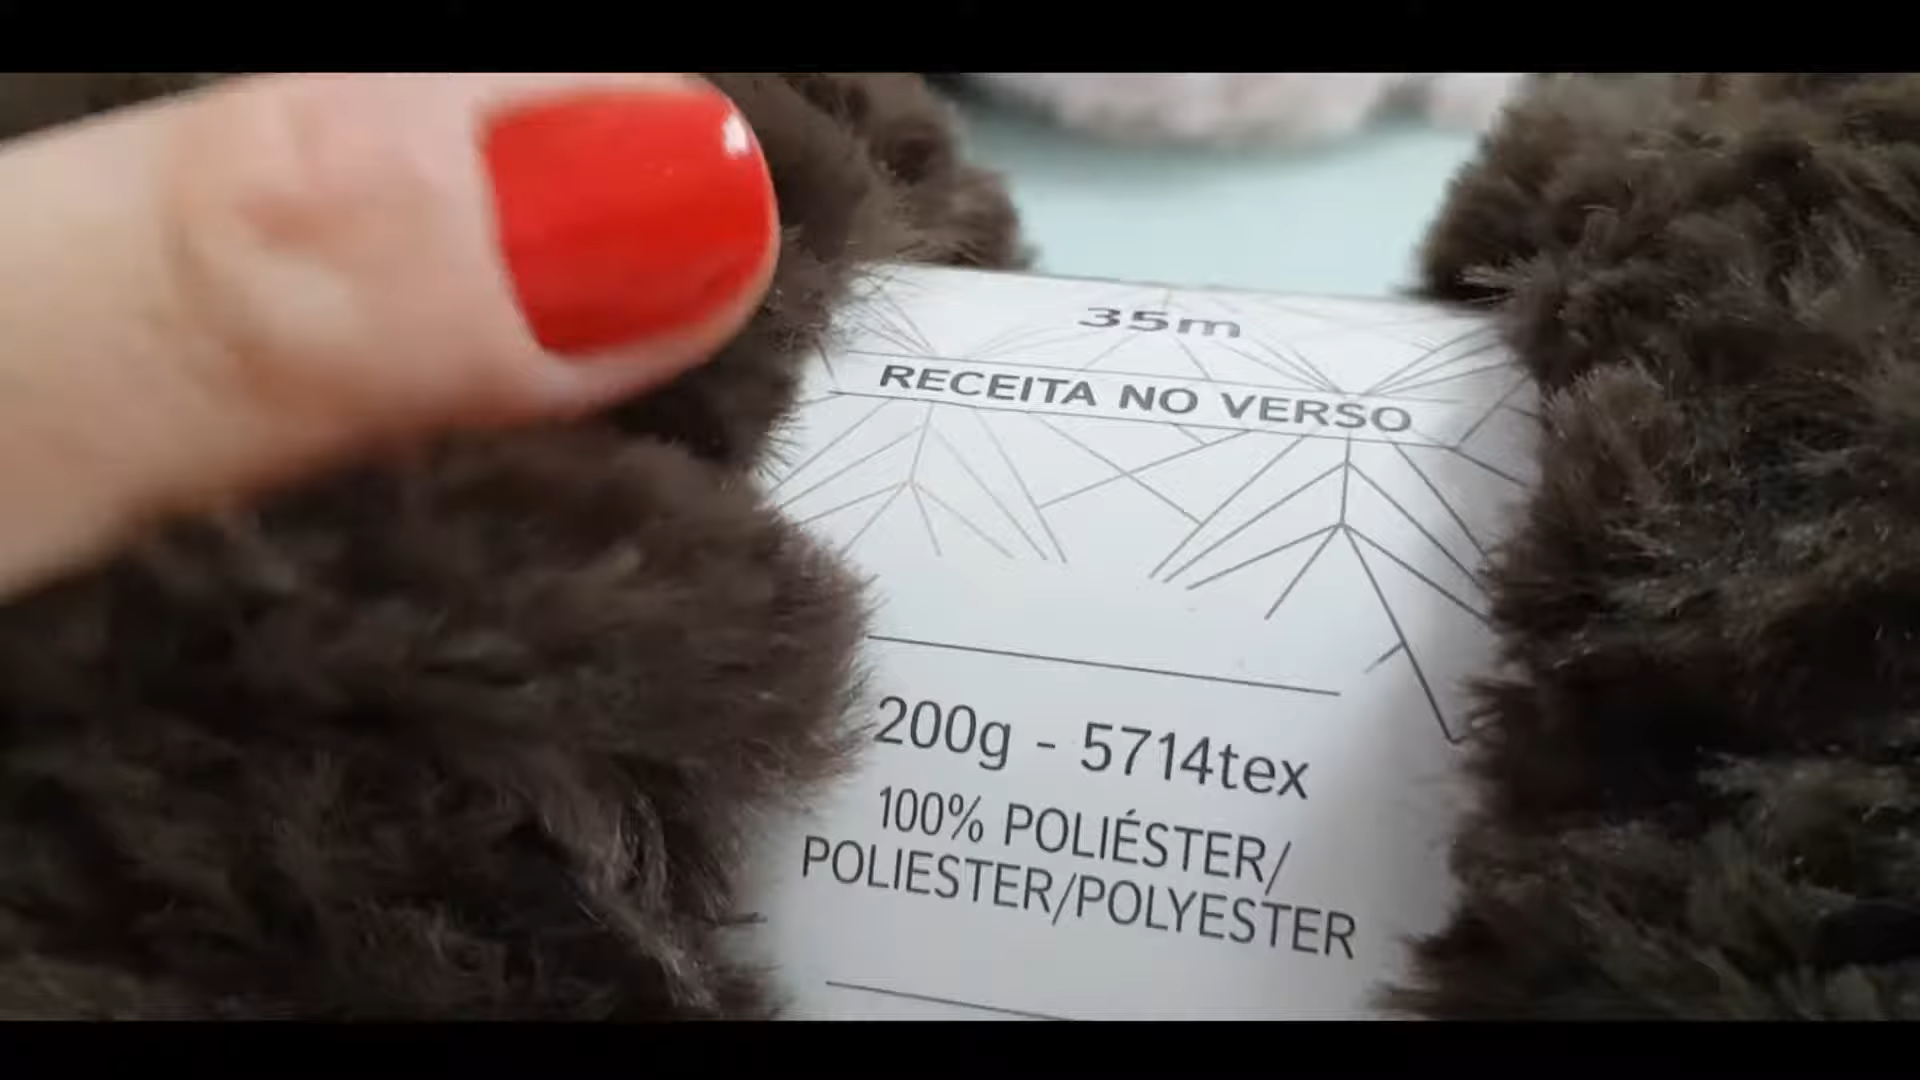 35m
RECEITA NO VERSO
200g - 5714tex
100% POLIÉSTER/
POLIESTER/POLYESTER